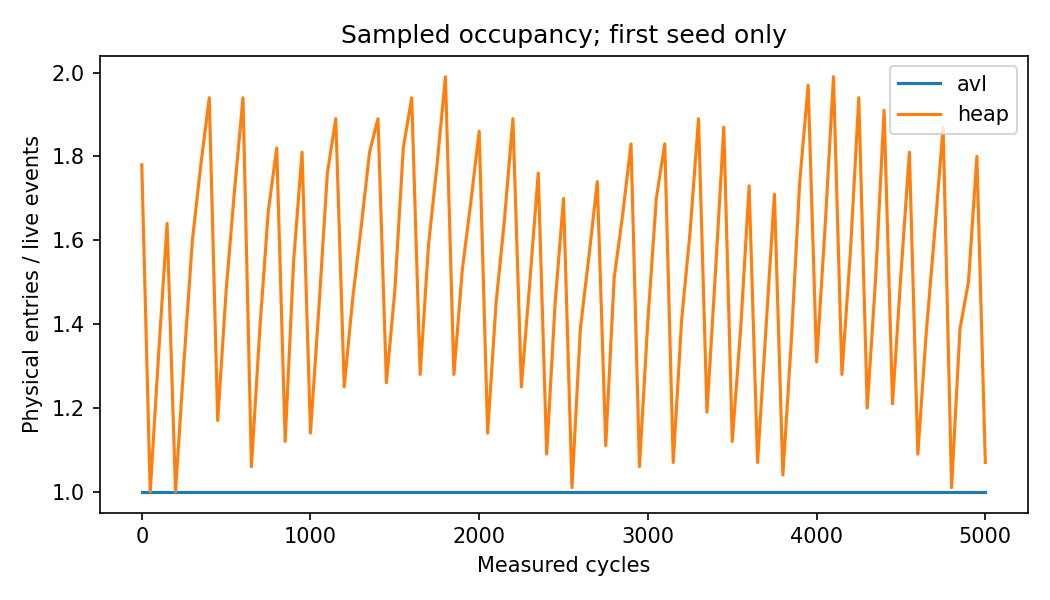 Sampled occupancy; first seed only
avl
heap
Physical entries / live events
2.0
1.8
1.6
1.4
1.2
1.0
0
1000
2000
3000
4000
5000
Measured cycles